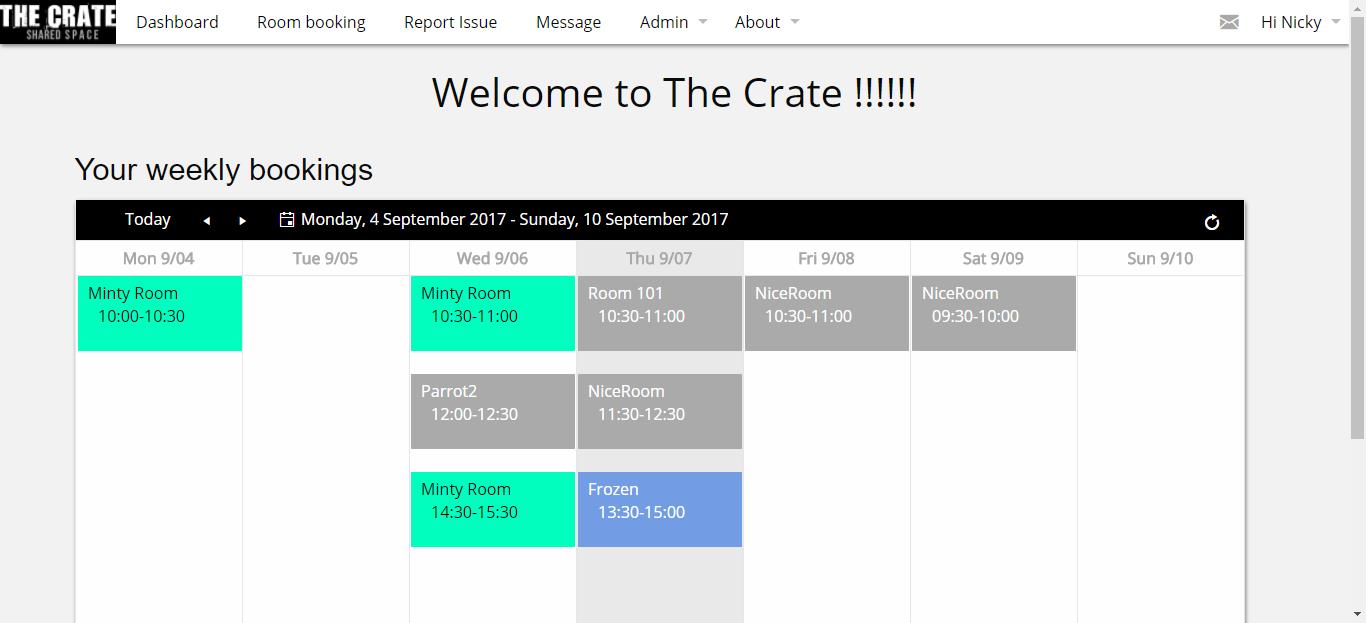 THE CRATE
SHARED SPACE
Dashboard Room booking Report Issue Message Admin About Hi Nicky
Welcome to The Crate !!!!!!
Your weekly bookings
Today Monday, 4 September 2017 - Sunday, 10 September 2017
Mon 9/04 Tue 9/05 Wed 9/06 Thu 9/07 Fri 9/08 Sat 9/09 Sun 9/10
Minty Room Minty Room Room 101 NiceRoom NiceRoom
10:00-10:30 10:30-11:00 10:30-11:00 10:30-11:00 09:30-10:00
Parrot2 NiceRoom
12:00-12:30 11:30-12:30
Minty Room Frozen
14:30-15:30 13:30-15:00